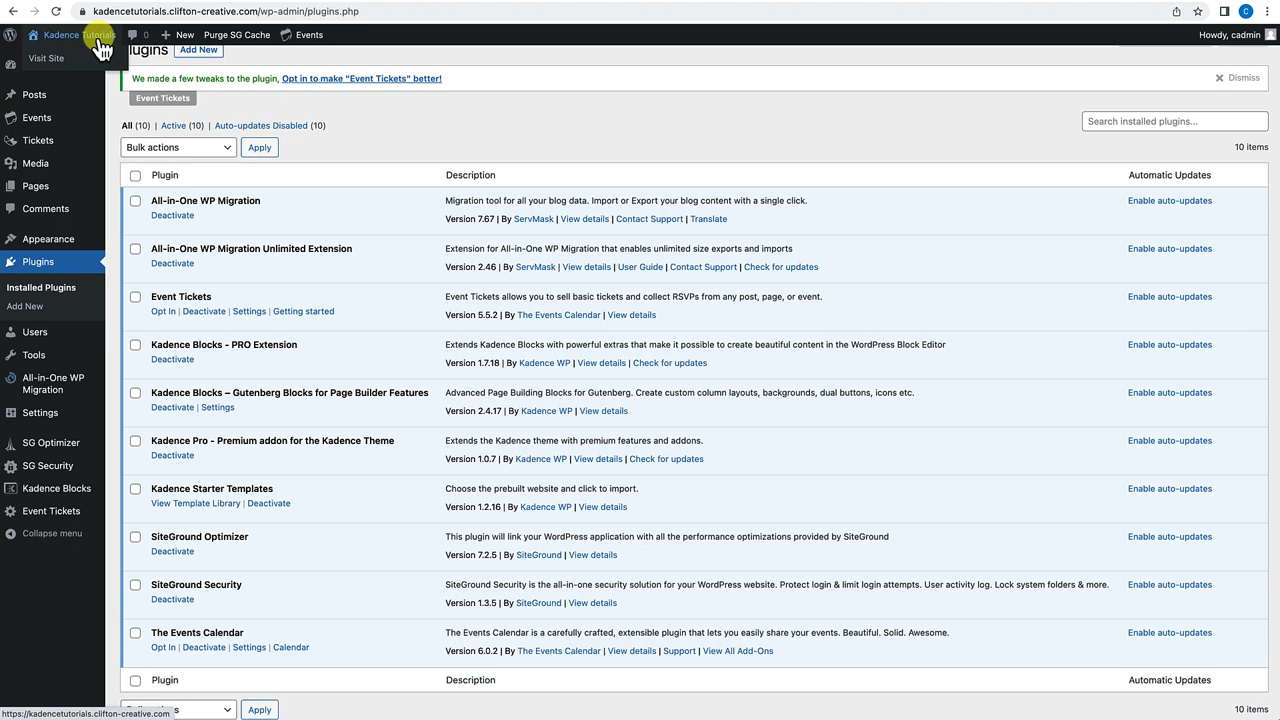 kadencetutorials.clifton-creative.com/wp-admin/plugins.php
Kadence Tutorials 0 New Purge SG Cache Events Howdy, cadmin
Visit Site
Plugins Add New
We made a few tweaks to the plugin, Opt in to make "Event Tickets" better! Dismiss
Event Tickets
Posts
Events
Tickets
Media
Pages
Comments
Appearance
Plugins
Installed Plugins
Add New
Users
Tools
All-in-One WP
Migration
Settings
SG Optimizer
SG Security
Kadence Blocks
Event Tickets
Collapse menu
All (10) | Active (10) | Auto-updates Disabled (10)
Search installed plugins...
Bulk actions Apply 10 items
Plugin Description Automatic Updates
All-in-One WP Migration Migration tool for all your blog data. Import or Export your blog content with a single click. Enable auto-updates
Deactivate Version 7.67 | By ServMask | View details | Contact Support | Translate
All-in-One WP Migration Unlimited Extension Extension for All-in-One WP Migration that enables unlimited size exports and imports Enable auto-updates
Deactivate Version 2.46 | By ServMask | View details | User Guide | Contact Support | Check for updates
Event Tickets Event Tickets allows you to sell basic tickets and collect RSVPs from any post, page, or event. Enable auto-updates
Opt In | Deactivate | Settings | Getting started Version 5.5.2 | By The Events Calendar | View details
Kadence Blocks - PRO Extension Extends Kadence Blocks with powerful extras that make it possible to create beautiful content in the WordPress Block Editor Enable auto-updates
Deactivate Version 1.7.18 | By Kadence WP | View details | Check for updates
Kadence Blocks – Gutenberg Blocks for Page Builder Features Advanced Page Building Blocks for Gutenberg. Create custom column layouts, backgrounds, dual buttons, icons etc. Enable auto-updates
Deactivate | Settings Version 2.4.17 | By Kadence WP | View details
Kadence Pro - Premium addon for the Kadence Theme Extends the Kadence theme with premium features and addons. Enable auto-updates
Deactivate Version 1.0.7 | By Kadence WP | View details | Check for updates
Kadence Starter Templates Choose the prebuilt website and click to import. Enable auto-updates
View Template Library | Deactivate Version 1.2.16 | By Kadence WP | View details
SiteGround Optimizer This plugin will link your WordPress application with all the performance optimizations provided by SiteGround Enable auto-updates
Deactivate Version 7.2.5 | By SiteGround | View details
SiteGround Security SiteGround Security is the all-in-one security solution for your WordPress website. Protect login & limit login attempts. User activity log. Lock system folders & more. Enable auto-updates
Deactivate Version 1.3.5 | By SiteGround | View details
The Events Calendar The Events Calendar is a carefully crafted, extensible plugin that lets you easily share your events. Beautiful. Solid. Awesome. Enable auto-updates
Opt In | Deactivate | Settings | Calendar Version 6.0.2 | By The Events Calendar | View details | Support | View All Add-Ons
Plugin Description Automatic Updates
Apply 10 items
https://kadencetutorials.clifton-creative.com